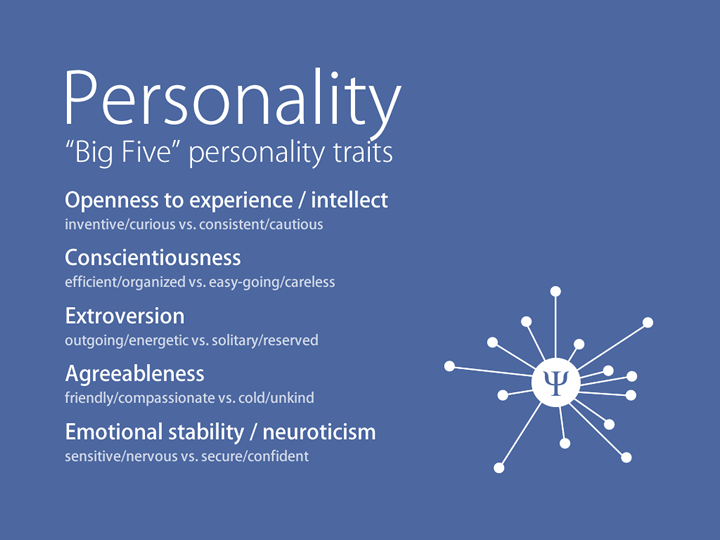 Personality
“Big Five” personality traits
Openness to experience / intellect
inventive/curious vs. consistent/cautious
Conscientiousness
efficient/organized vs. easy-going/careless
Extroversion
outgoing/energetic vs. solitary/reserved
Agreeableness
friendly/compassionate vs. cold/unkind
Emotional stability / neuroticism
sensitive/nervous vs. secure/confident
Ψ